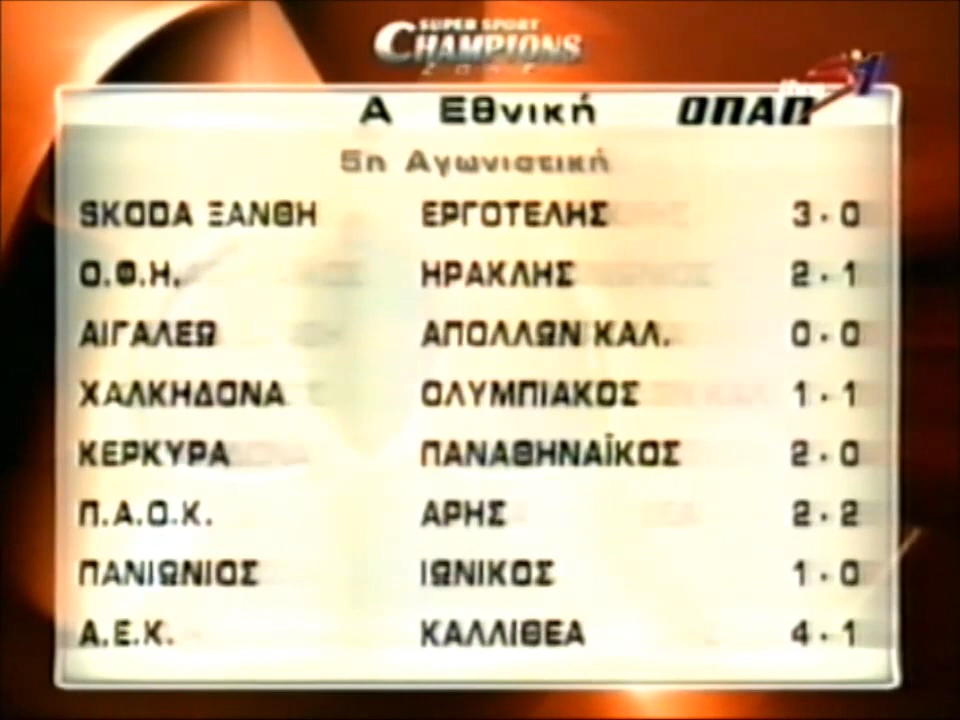 SUPER SPORT
CHAMPIONS
ZONE
Α Εθνική ΟΠΑΠ
5η Αγωνιστική
SKODA ΞΑΝΘΗ ΕΡΓΟΤΕΛΗΣ 3 - 0
Ο.Φ.Η. ΗΡΑΚΛΗΣ 2 - 1
ΑΙΓΑΛΕΩ ΑΠΟΛΛΩΝ ΚΑΛ. 0 - 0
ΧΑΛΚΗΔΟΝΑ ΟΛΥΜΠΙΑΚΟΣ 1 - 1
ΚΕΡΚΥΡΑ ΠΑΝΑΘΗΝΑΪΚΟΣ 2 - 0
Π.Α.Ο.Κ. ΑΡΗΣ 2 - 2
ΠΑΝΙΩΝΙΟΣ ΙΩΝΙΚΟΣ 1 - 0
Α.Ε.Κ. ΚΑΛΛΙΘΕΑ 4 - 1